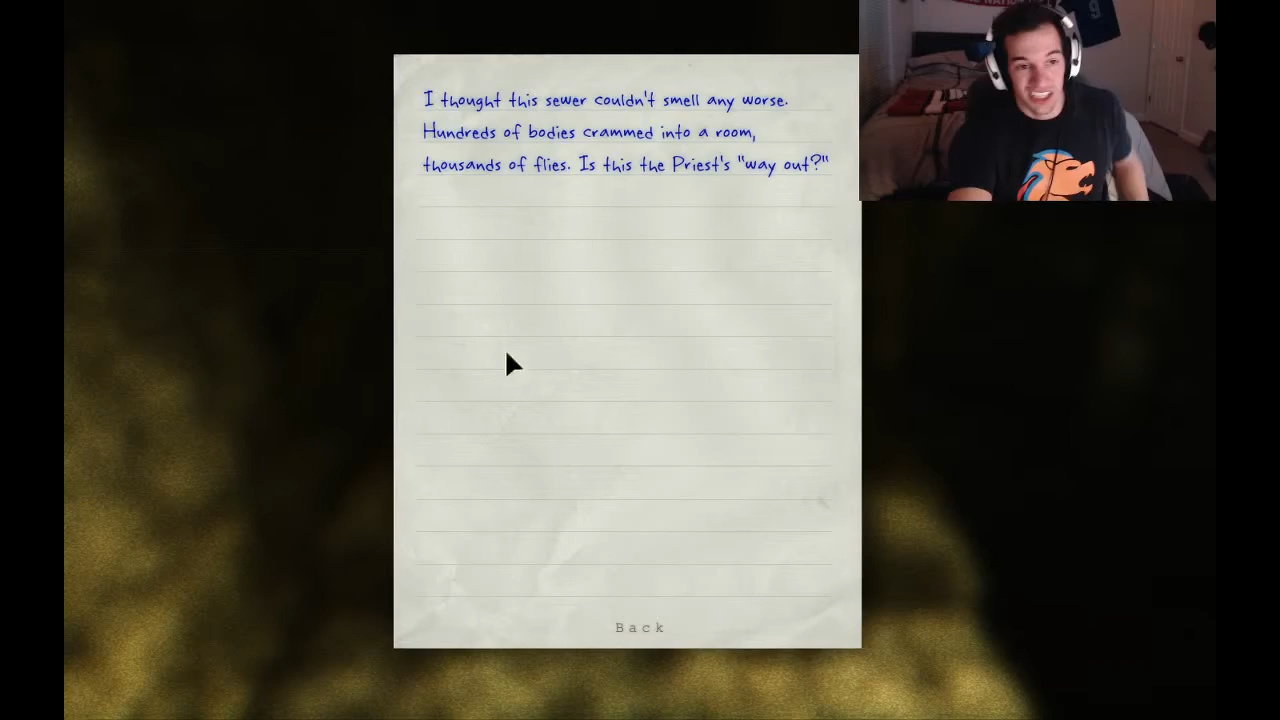 I thought this sewer couldn't smell any worse.
Hundreds of bodies crammed into a room,
thousands of flies. Is this the Priest's "way out?"
Back
9